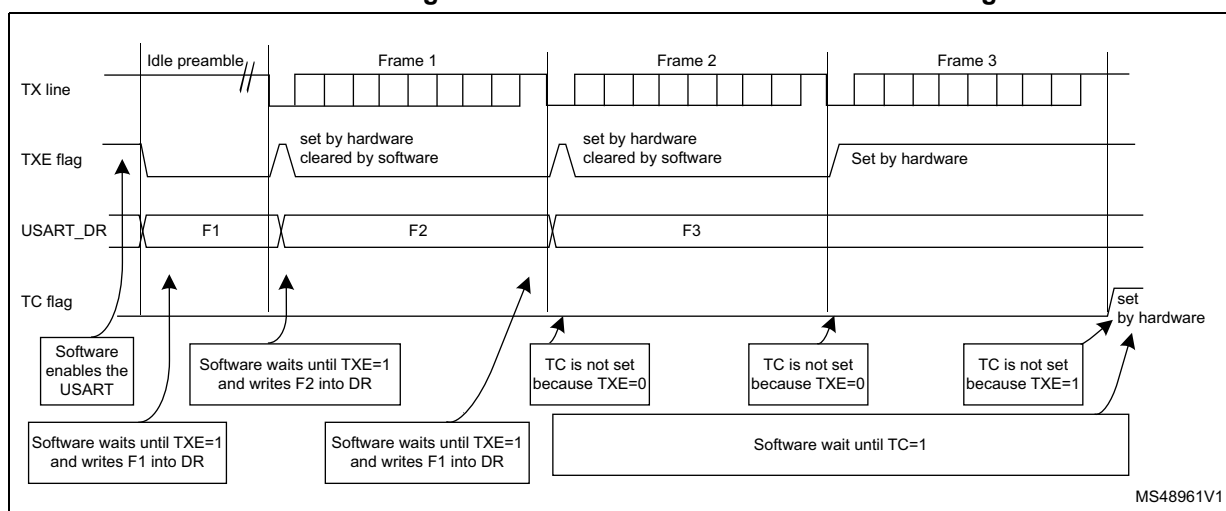 Idle preamble
Frame 1
Frame 2
Frame 3
TX line
TXE flag
set by hardware
cleared by software
set by hardware
cleared by software
Set by hardware
USART_DR
F1
F2
F3
TC flag
set
by hardware
Software
enables the
USART
Software waits until TXE=1
and writes F2 into DR
TC is not set
because TXE=0
TC is not set
because TXE=0
TC is not set
because TXE=1
Software waits until TXE=1
and writes F1 into DR
Software waits until TXE=1
and writes F1 into DR
Software wait until TC=1
MS48961V1